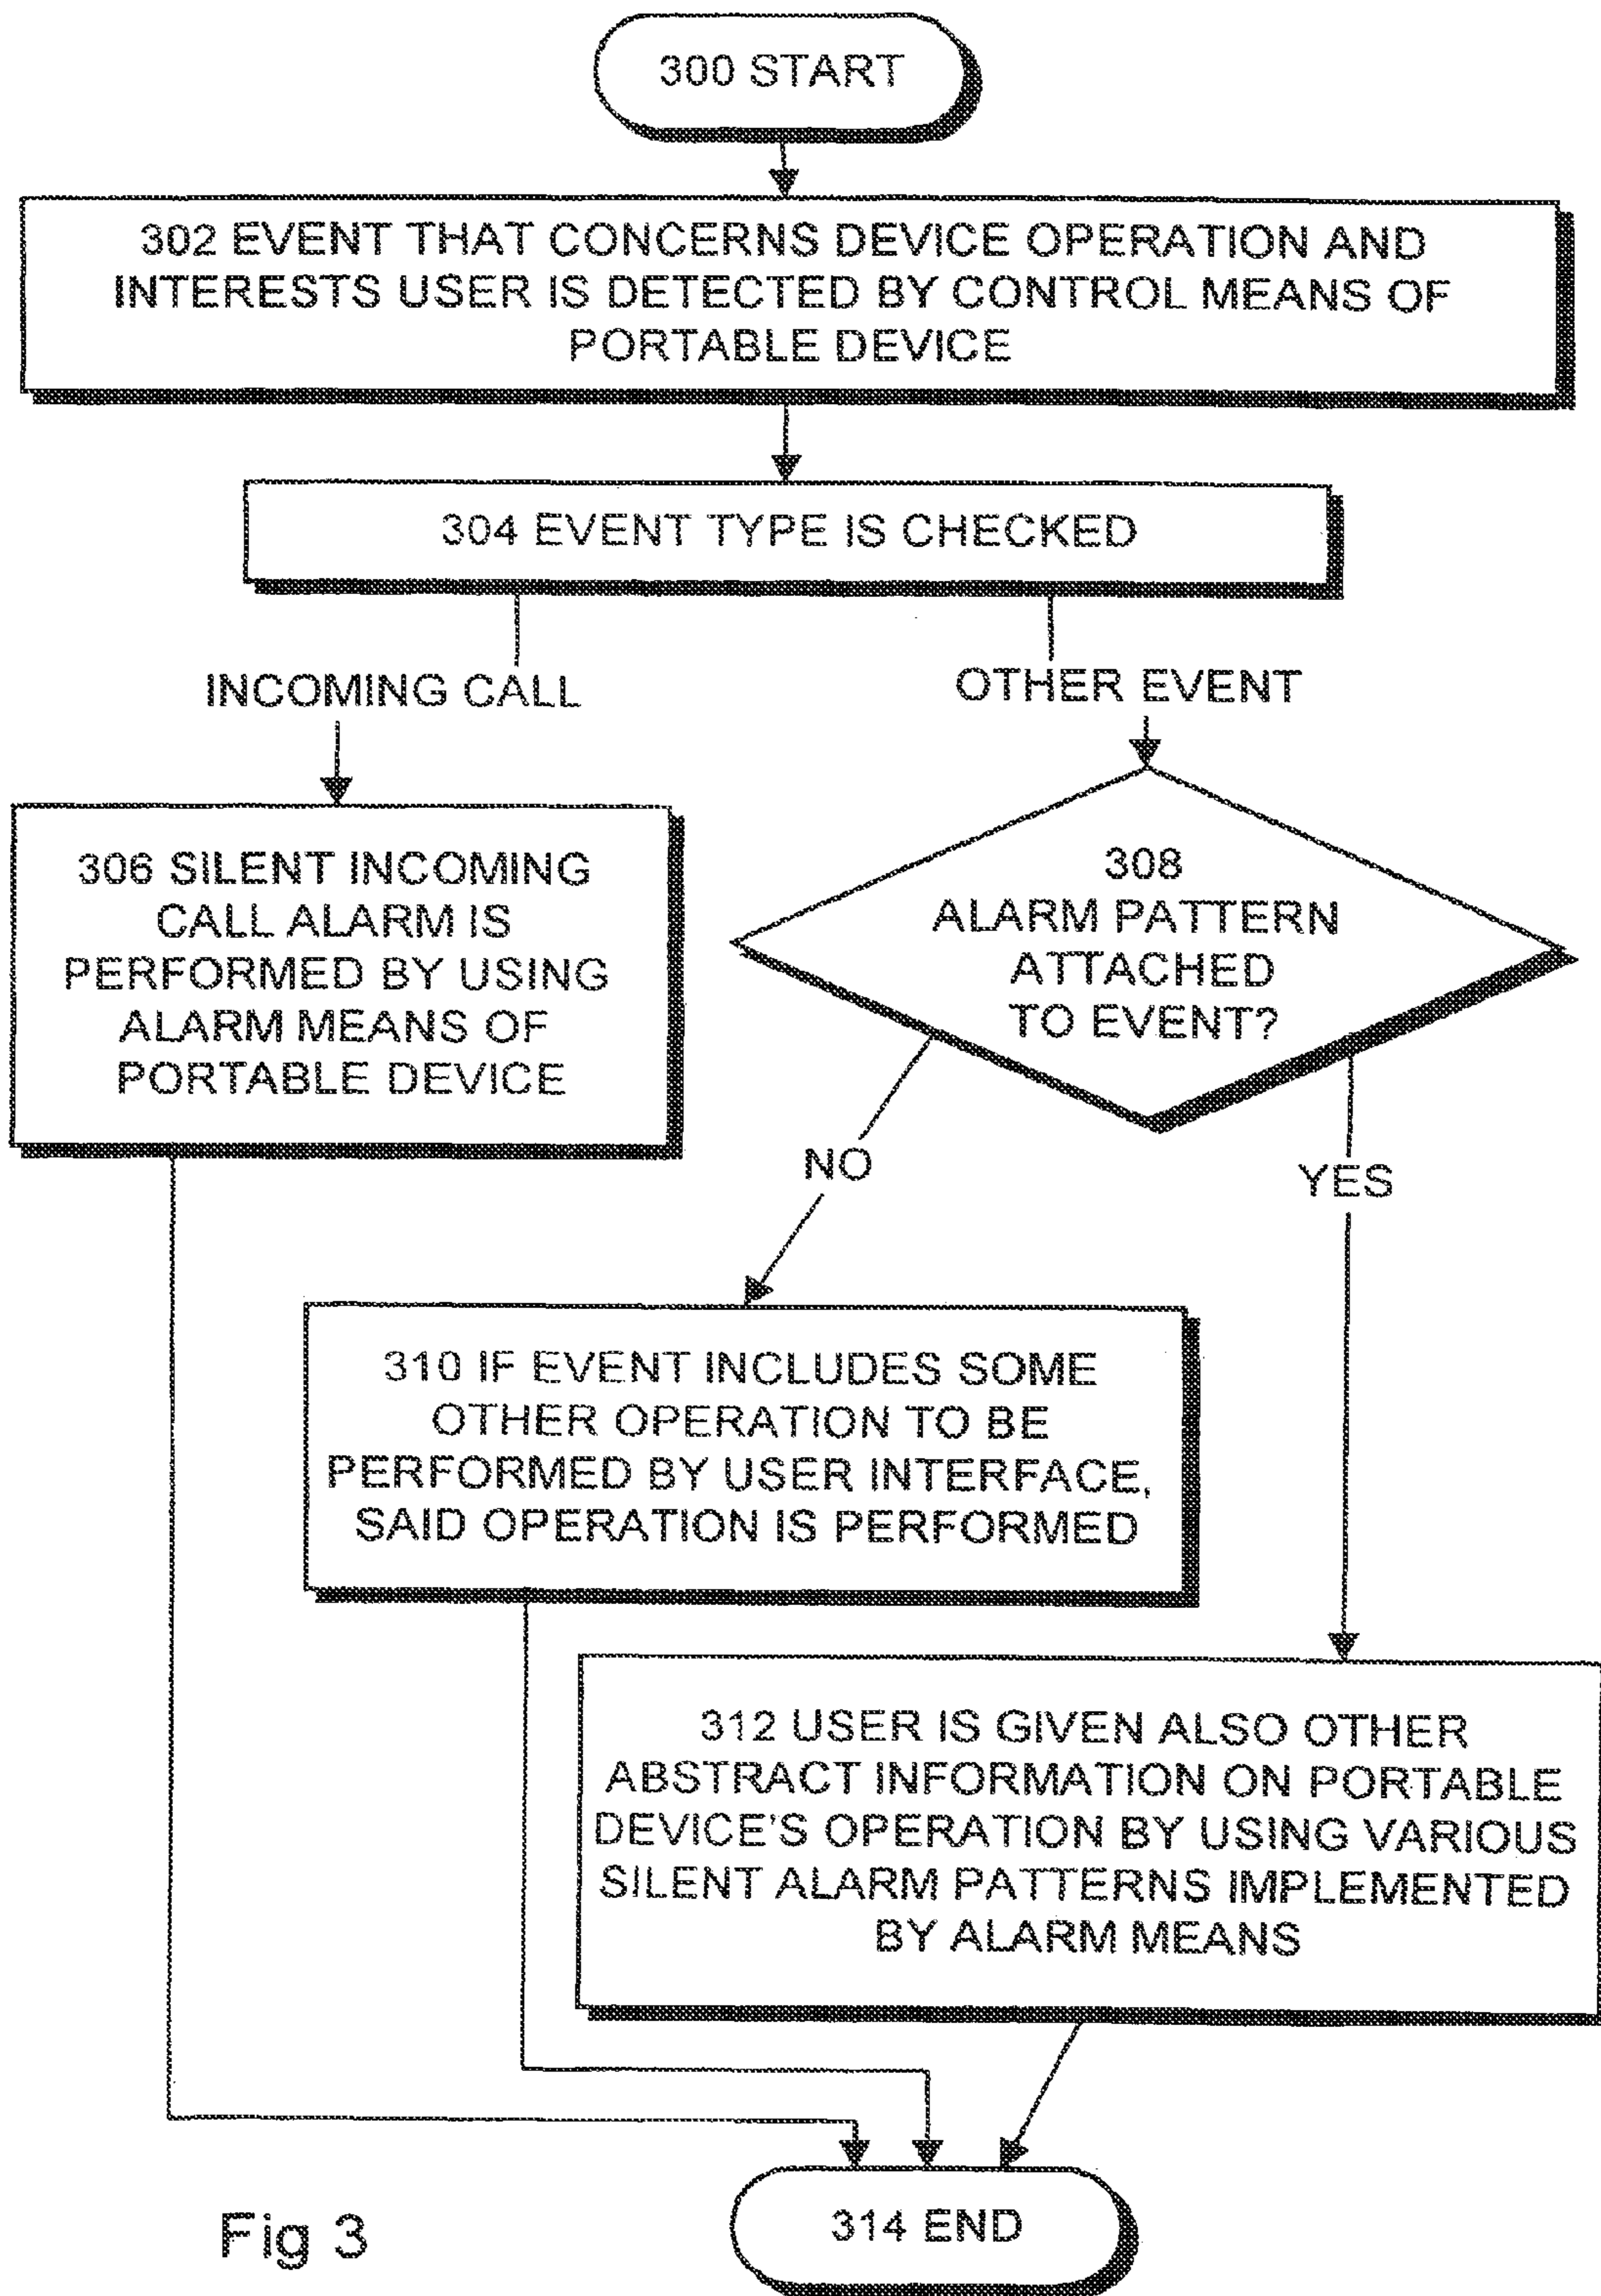 300 START
302 EVENT THAT CONCERNS DEVICE OPERATION AND
INTERESTS USER IS DETECTED BY CONTROL MEANS OF
PORTABLE DEVICE
304 EVENT TYPE IS CHECKED
INCOMING CALL
OTHER EVENT
306 SILENT INCOMING
CALL ALARM IS
PERFORMED BY USING
ALARM MEANS OF
PORTABLE DEVICE
308
ALARM PATTERN
ATTACHED
TO EVENT?
NO
YES
310 IF EVENT INCLUDES SOME
OTHER OPERATION TO BE
PERFORMED BY USER INTERFACE,
SAID OPERATION IS PERFORMED
312 USER IS GIVEN ALSO OTHER
ABSTRACT INFORMATION ON PORTABLE
DEVICE'S OPERATION BY USING VARIOUS
SILENT ALARM PATTERNS IMPLEMENTED
BY ALARM MEANS
314 END
Fig 3